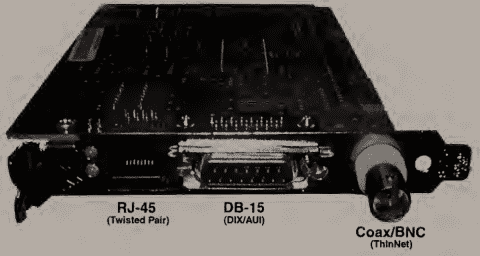 RJ-45
(Twisted Pair)
DB-15
(DIX/AUI)
Coax/BNC
(ThinNet)